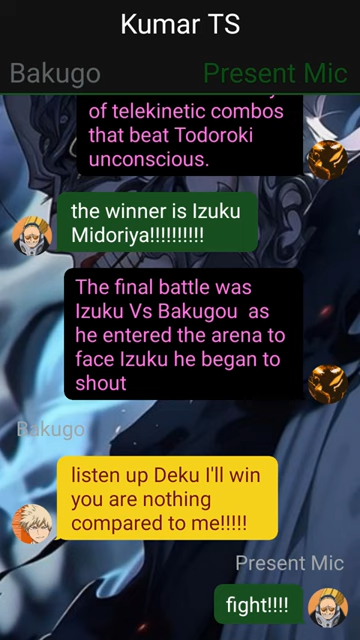 Kumar TS
Bakugo
Present Mic
of telekinetic combos
that beat Todoroki
unconscious.
the winner is Izuku
Midoriya!!!!!!!!!!
The final battle was
Izuku Vs Bakugou  as
he entered the arena to
face Izuku he began to
shout
Bakugo
listen up Deku I'll win
you are nothing
compared to me!!!!!
Present Mic
fight!!!!